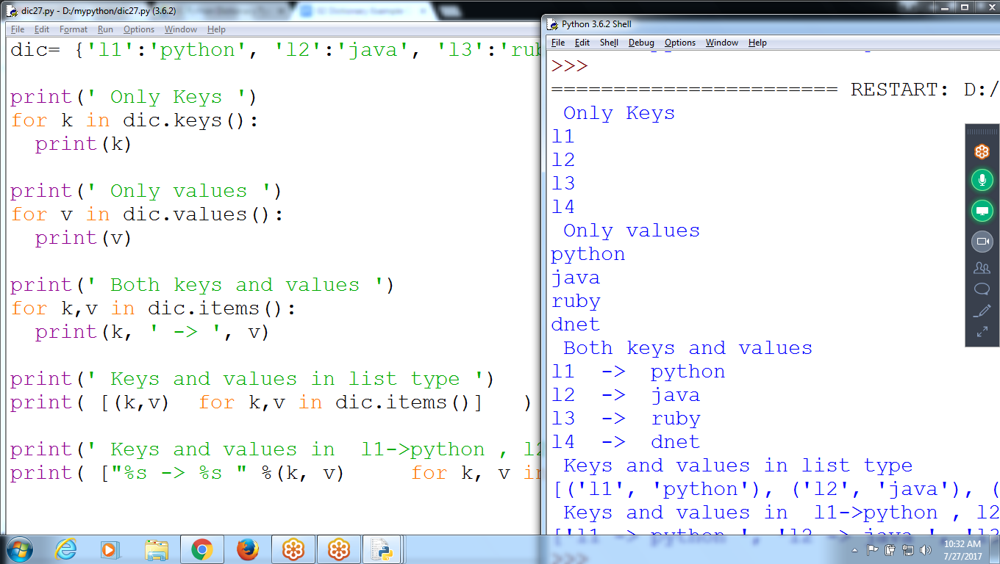 dic27.py - D:/mypython/dic27.py (3.6.2)
File Edit Format Run Options Window Help
dic= {'l1':'python', 'l2':'java', 'l3':'rub
print(' Only Keys ')
for k in dic.keys():
print(k)
print(' Only values ')
for v in dic.values():
print(v)
print(' Both keys and values ')
for k,v in dic.items():
print(k, ' -> ', v)
print(' Keys and values in list type ')
print( [(k,v) for k,v in dic.items()] )
print(' Keys and values in l1->python , l2
print( ["%s -> %s " %(k, v) for k, v in
Python 3.6.2 Shell
File Edit Shell Debug Options Window Help
>>>
======================= RESTART: D:/
Only Keys
l1
l2
l3
l4
Only values
python
java
ruby
dnet
Both keys and values
l1 -> python
l2 -> java
l3 -> ruby
l4 -> dnet
Keys and values in list type
[('l1', 'python'), ('l2', 'java'), (
Keys and values in l1->python , l2
['l1 -> python ', 'l2 -> java ', 'l3
>>>
10:32 AM
7/27/2017